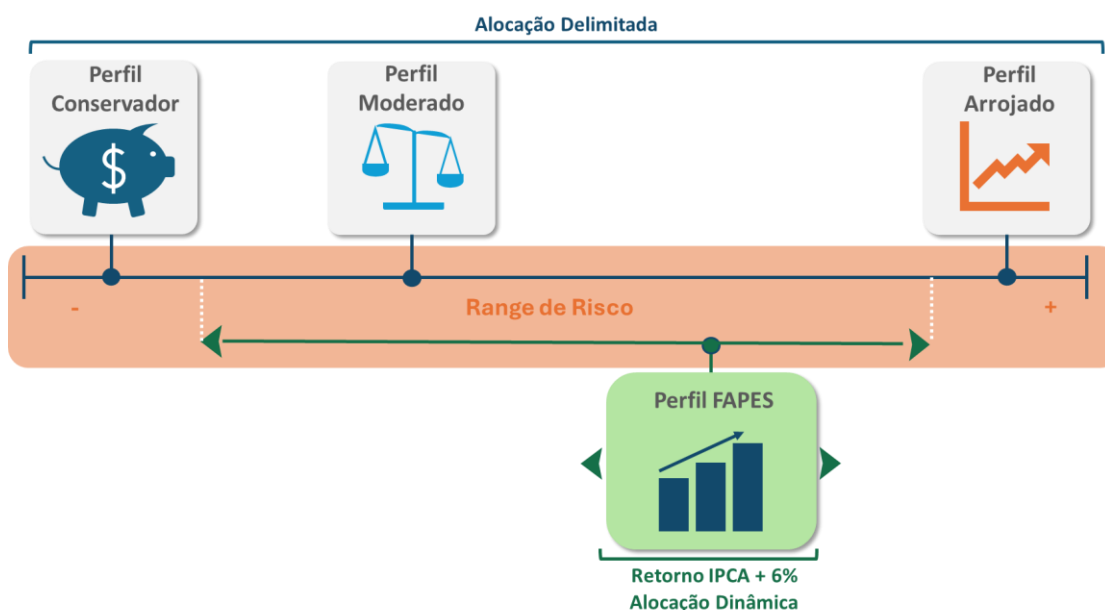 Alocação Delimitada
Perfil
Conservador
$
Perfil
Moderado
Perfil
Arrojado
-
Range de Risco
+
Perfil FAPES
Retorno IPCA + 6%
Alocação Dinâmica